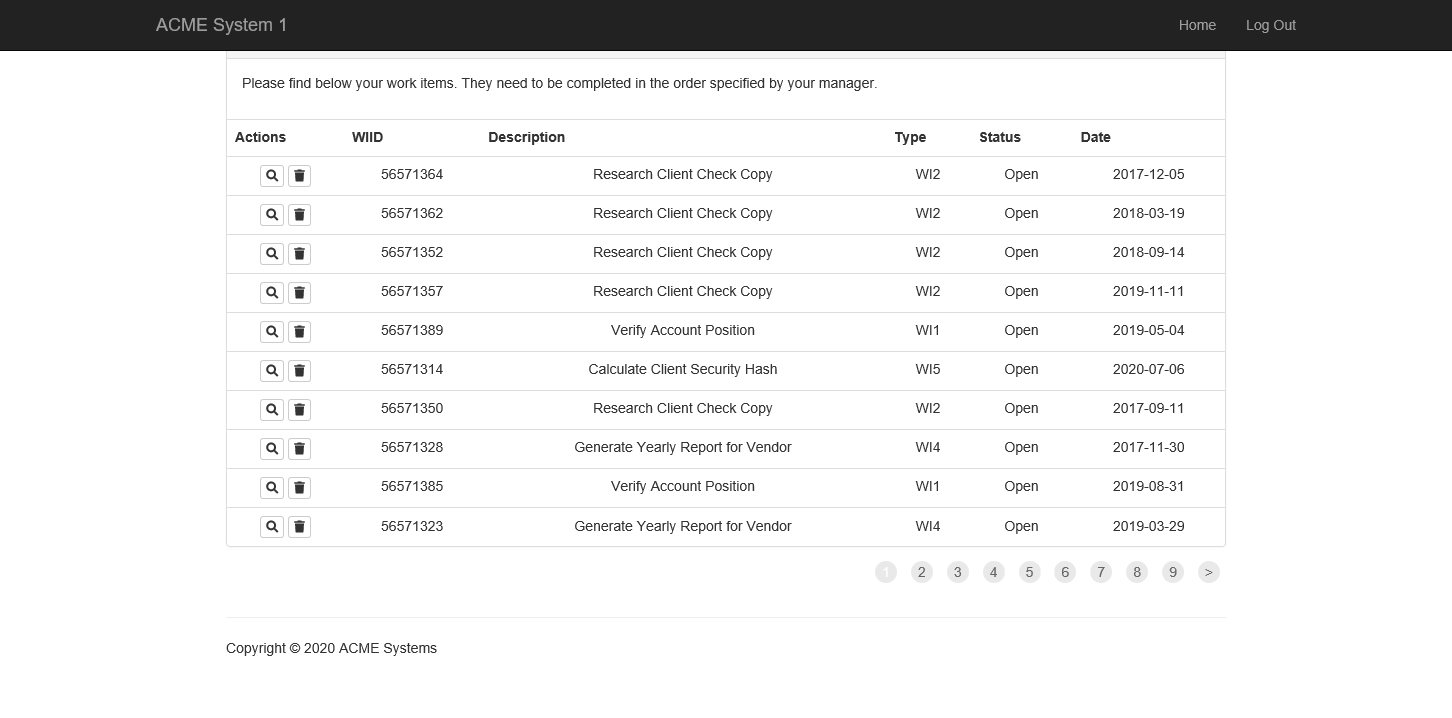 ACME System 1 Home Log Out
Please find below your work items. They need to be completed in the order specified by your manager.
Actions WIID Description Type Status Date
56571364 Research Client Check Copy WI2 Open 2017-12-05
56571362 Research Client Check Copy WI2 Open 2018-03-19
56571352 Research Client Check Copy WI2 Open 2018-09-14
56571357 Research Client Check Copy WI2 Open 2019-11-11
56571389 Verify Account Position WI1 Open 2019-05-04
56571314 Calculate Client Security Hash WI5 Open 2020-07-06
56571350 Research Client Check Copy WI2 Open 2017-09-11
56571328 Generate Yearly Report for Vendor WI4 Open 2017-11-30
56571385 Verify Account Position WI1 Open 2019-08-31
56571323 Generate Yearly Report for Vendor WI4 Open 2019-03-29
1 2 3 4 5 6 7 8 9 >
Copyright © 2020 ACME Systems